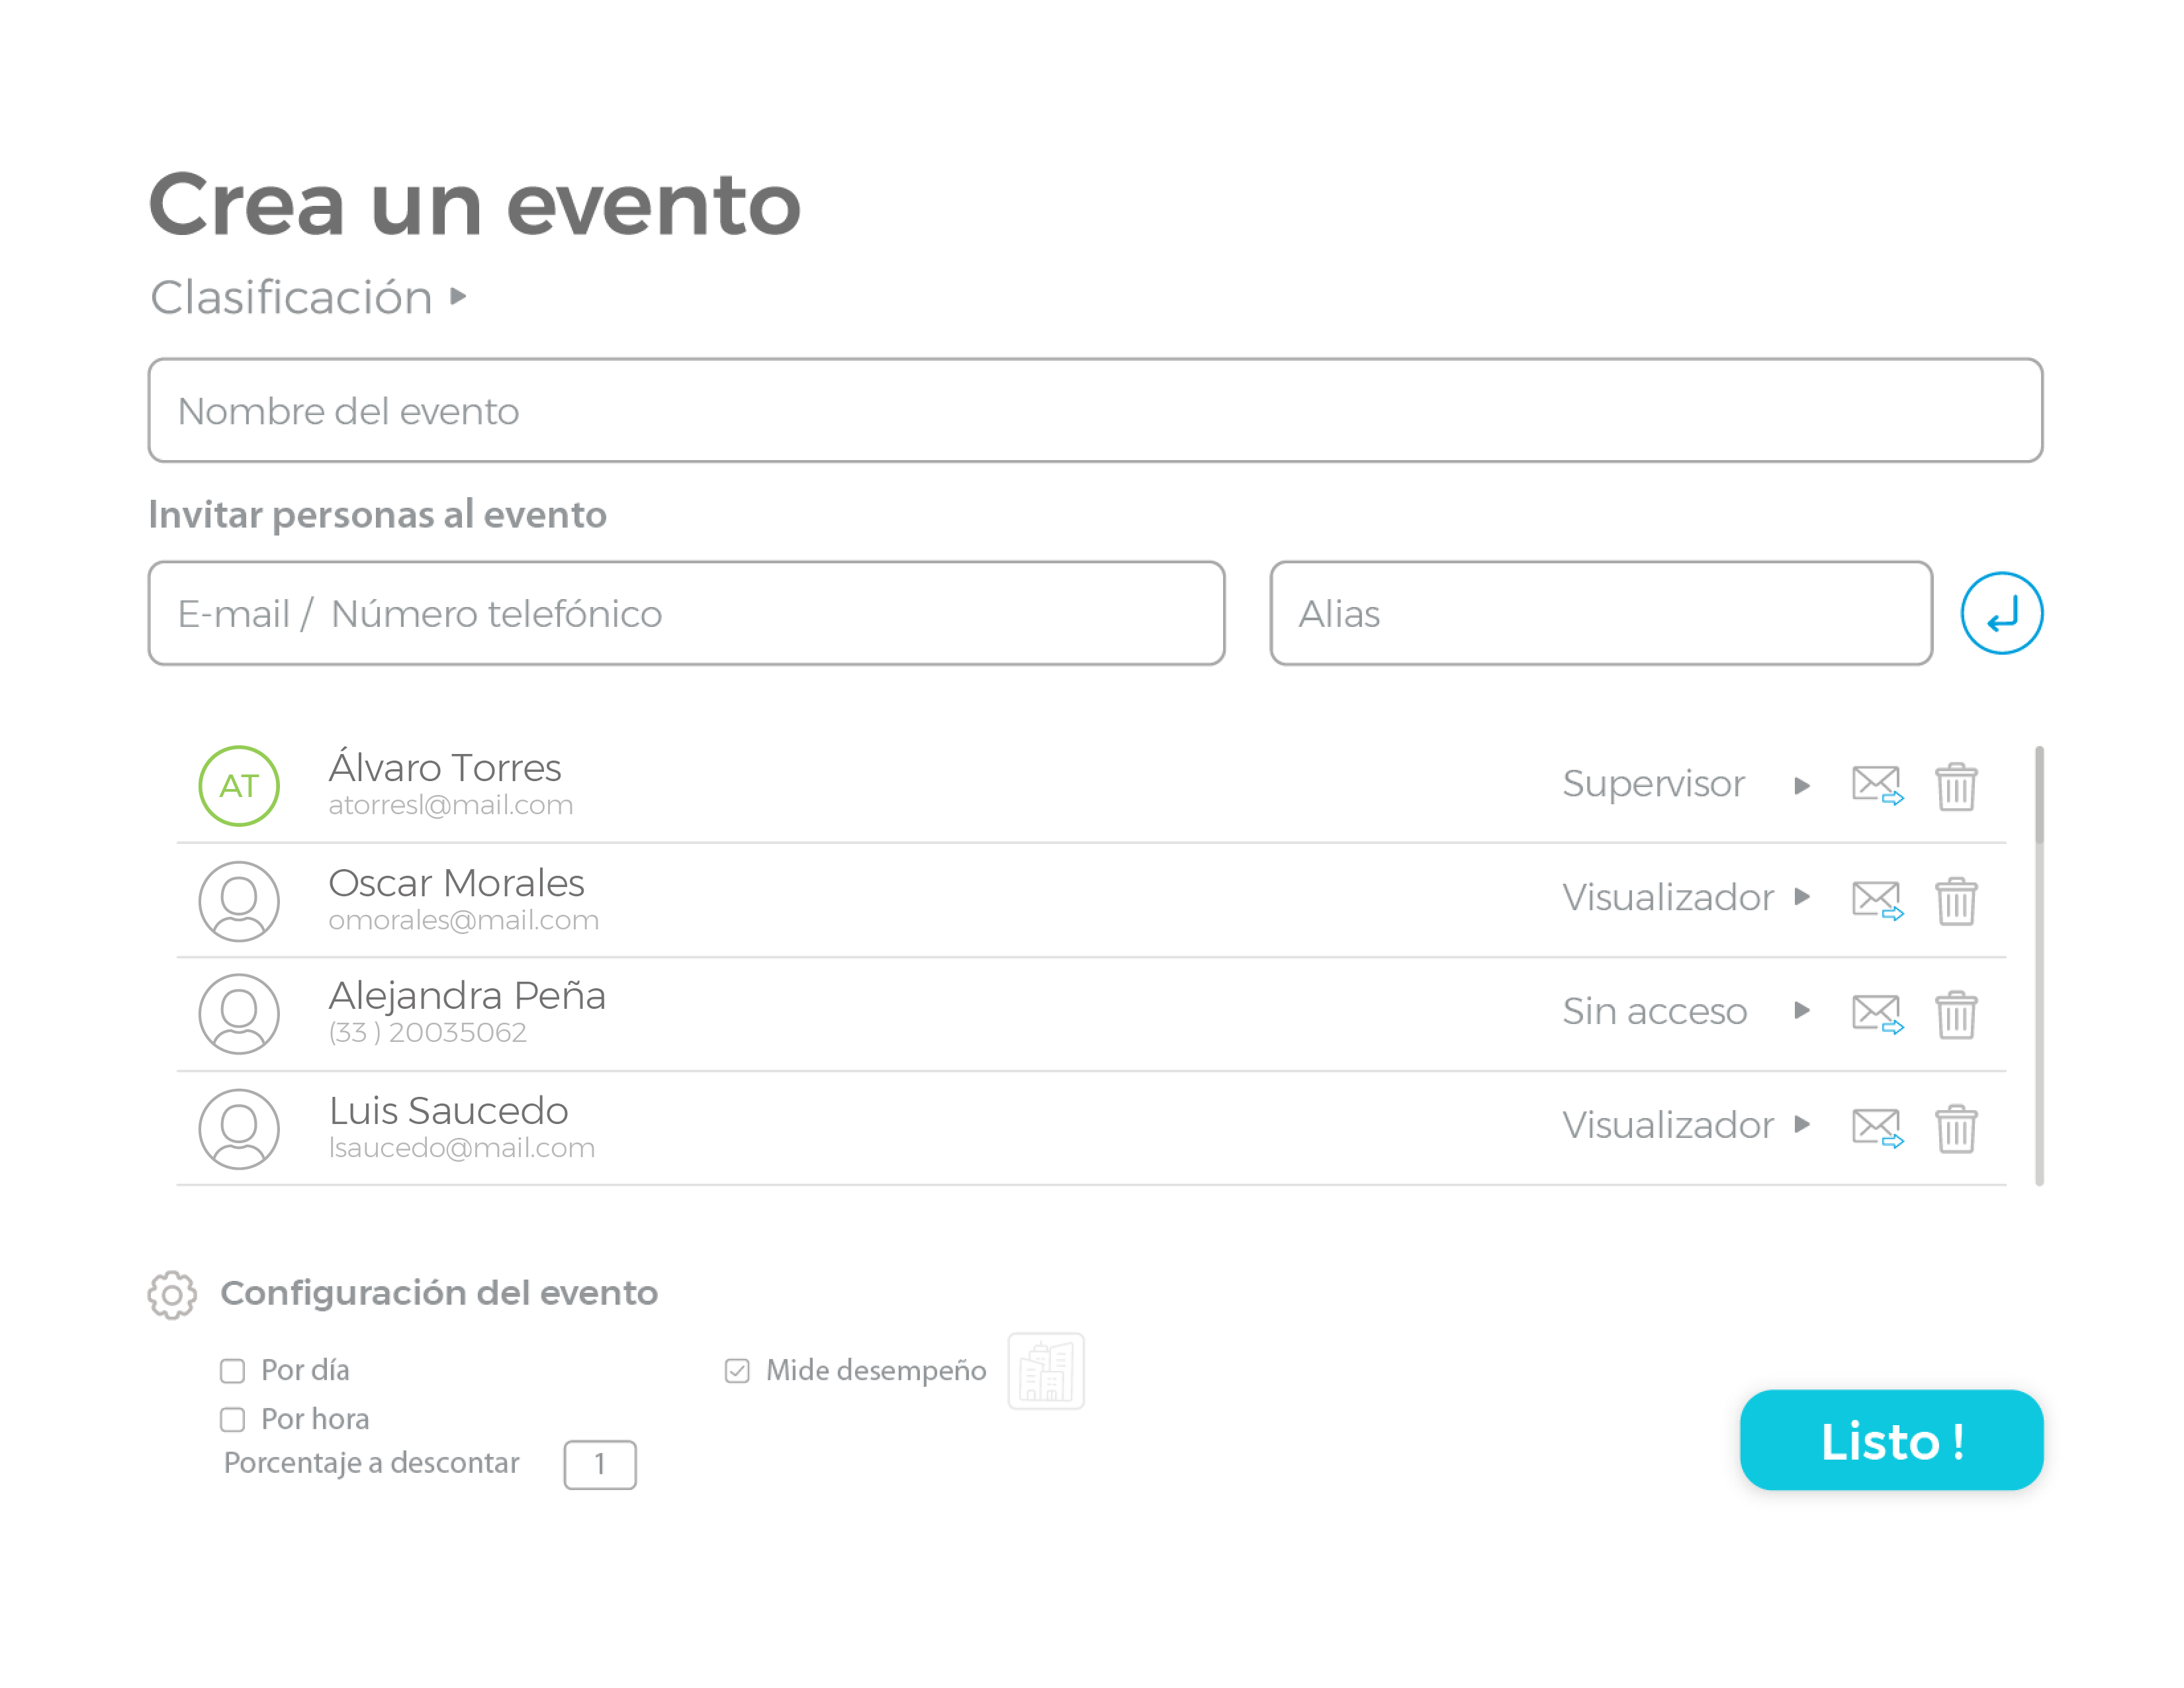 Crea un evento
Clasificación
Nombre del evento
Invitar personas al evento
E-mail / Número telefónico
Alias
AT
Álvaro Torres
atorresl@mail.com
Supervisor
Oscar Morales
omorales@mail.com
Visualizador
Alejandra Peña
(33 ) 20035062
Sin acceso
Luis Saucedo
lsaucedo@mail.com
Visualizador
Configuración del evento
Por día
Mide desempeño
Por hora
Porcentaje a descontar
1
Listo !